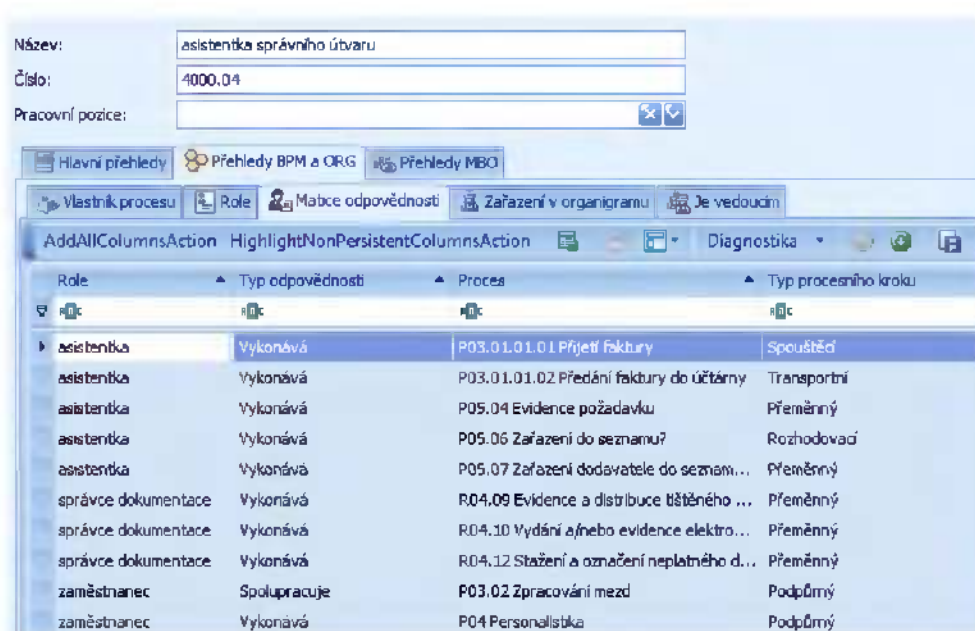 Název: asistentka správního útvaru
Číslo: 4000.04
Pracovní pozice:
Hlavní přehledy Přehledy BPM a ORG Přehledy MBO
Vlastník procesu Role Matice odpovědnosti Zařazení v organigramu Je vedoucím
AddAllColumnsAction HighlightNonPersistentColumnsAction Diagnostika
Role Typ odpovědnosti Proces Typ procesního kroku
asistentka Vykonává P03.01.01.01 Přijetí faktury Spouštěcí
asistentka Vykonává P03.01.01.02 Předání faktury do účtárny Transportní
asistentka Vykonává P05.04 Evidence požadavku Přeměnný
asistentka Vykonává P05.06 Zařazení do seznamu? Rozhodovací
asistentka Vykonává P05.07 Zařazení dodavatele do seznam... Přeměnný
správce dokumentace Vykonává R04.09 Evidence a distribuce tištěného ... Přeměnný
správce dokumentace Vykonává R04.10 Vydání a/nebo evidence elektro... Přeměnný
správce dokumentace Vykonává R04.12 Stažení a označení neplatného d... Přeměnný
zaměstnanec Spolupracuje P03.02 Zpracování mezd Podpůrný
zaměstnanec Vykonává P04 Personalistika Podpůrný